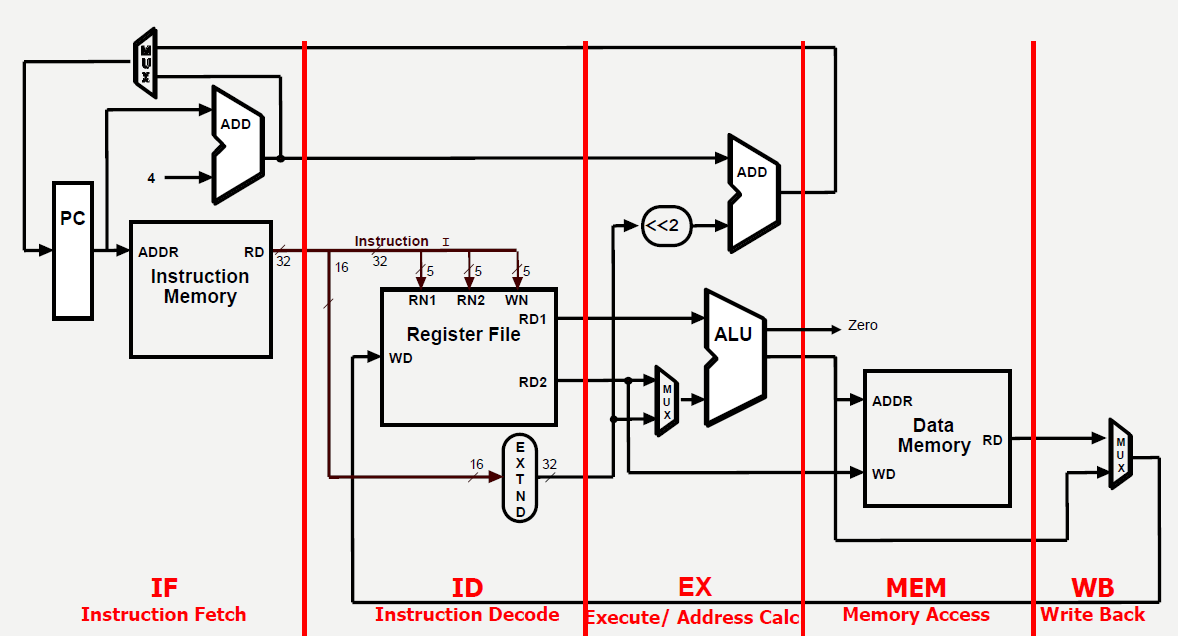 MUX
ADD
4
PC
ADDR
RD
Instruction
Memory
32
Instruction I
32
16
5
5
5
RN1
RN2
WN
RD1
Register File
WD
RD2
16
EXTND
32
ADD
<<2
ALU
Zero
MUX
ADDR
Data
Memory
RD
WD
MUX
IF
Instruction Fetch
ID
Instruction Decode
EX
Execute/ Address Calc
MEM
Memory Access
WB
Write Back